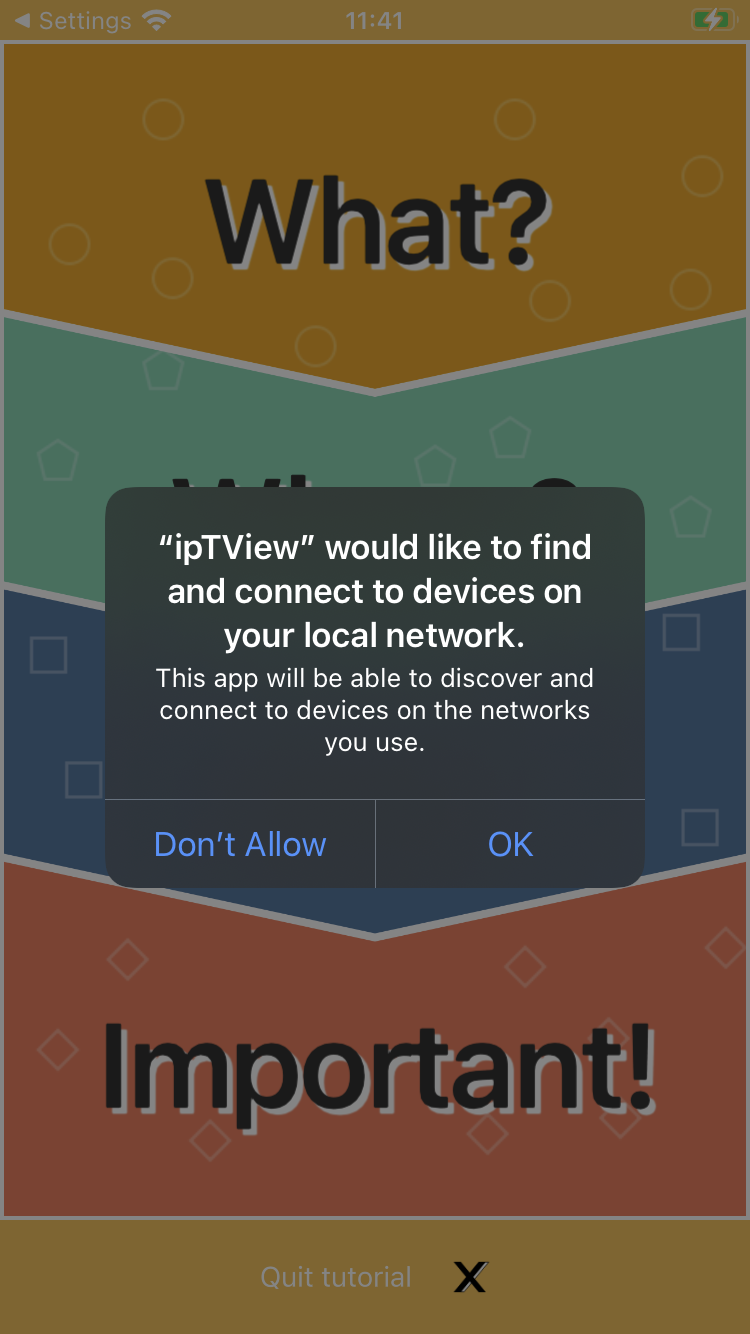 ◀ Settings 11:41
What?
“ipTView” would like to find
and connect to devices on
your local network.
This app will be able to discover and
connect to devices on the networks
you use.
Don’t Allow OK
Important!
Quit tutorial X